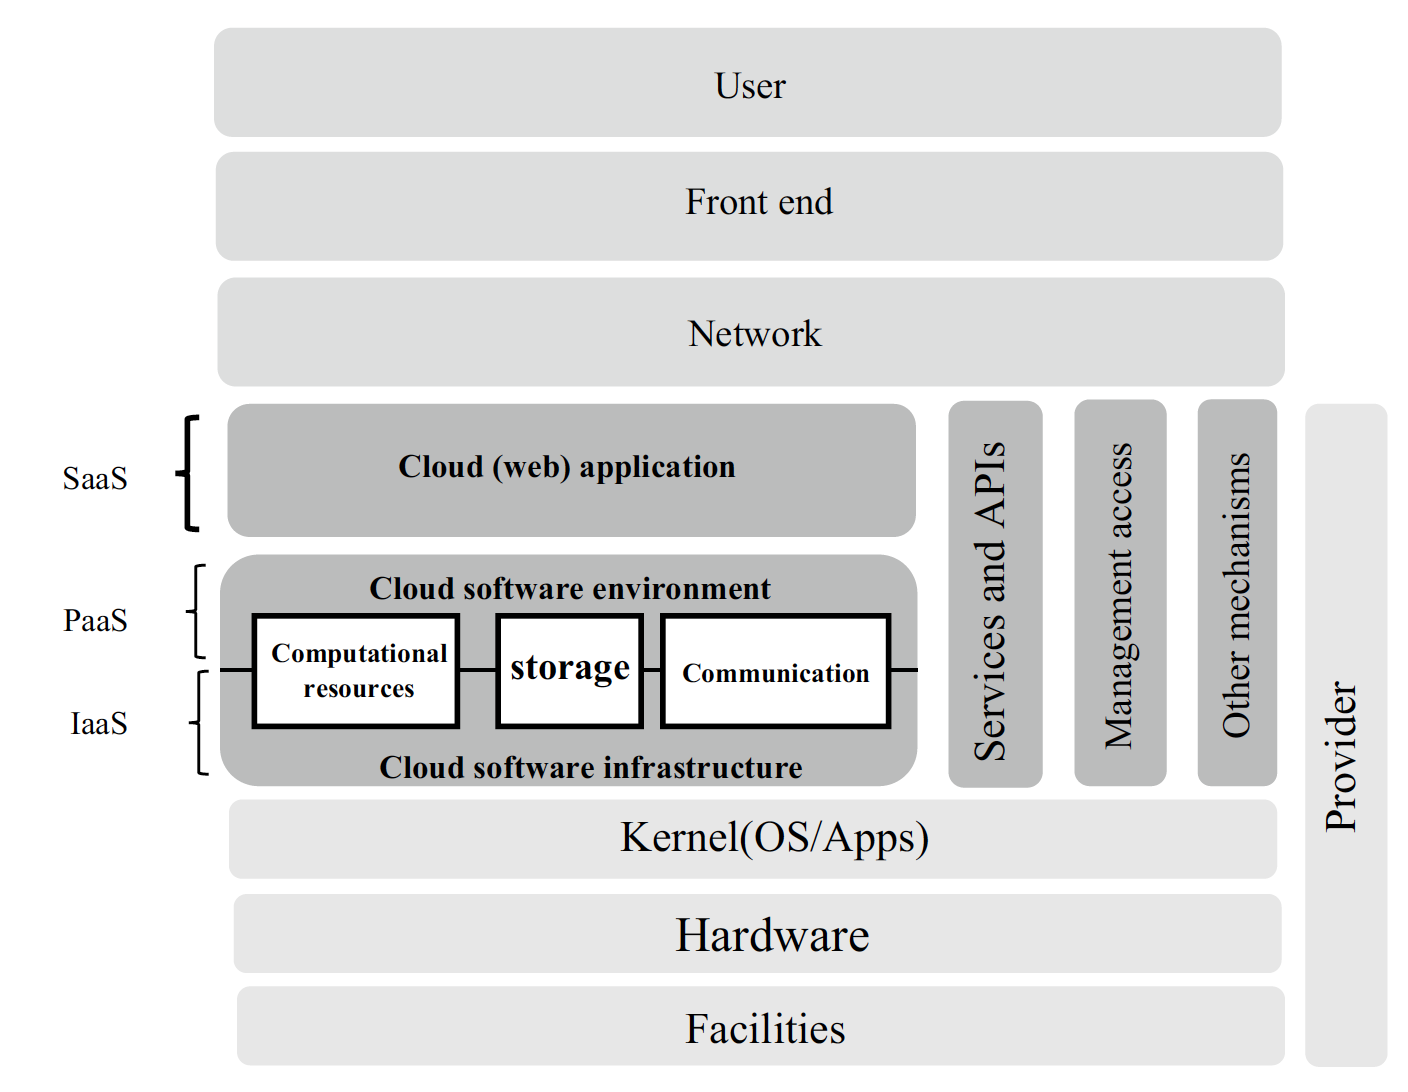 User
Front end
Network
SaaS
Cloud (web) application
PaaS
Cloud software environment
Computational
resources
storage
Communication
IaaS
Cloud software infrastructure
Services and APIs
Management access
Other mechanisms
Provider
Kernel(OS/Apps)
Hardware
Facilities